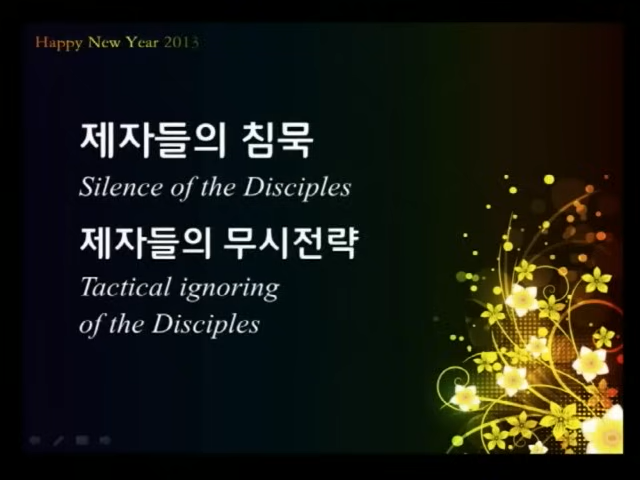 Happy New Year 2013
제자들의 침묵
Silence of the Disciples
제자들의 무시전략
Tactical ignoring
of the Disciples